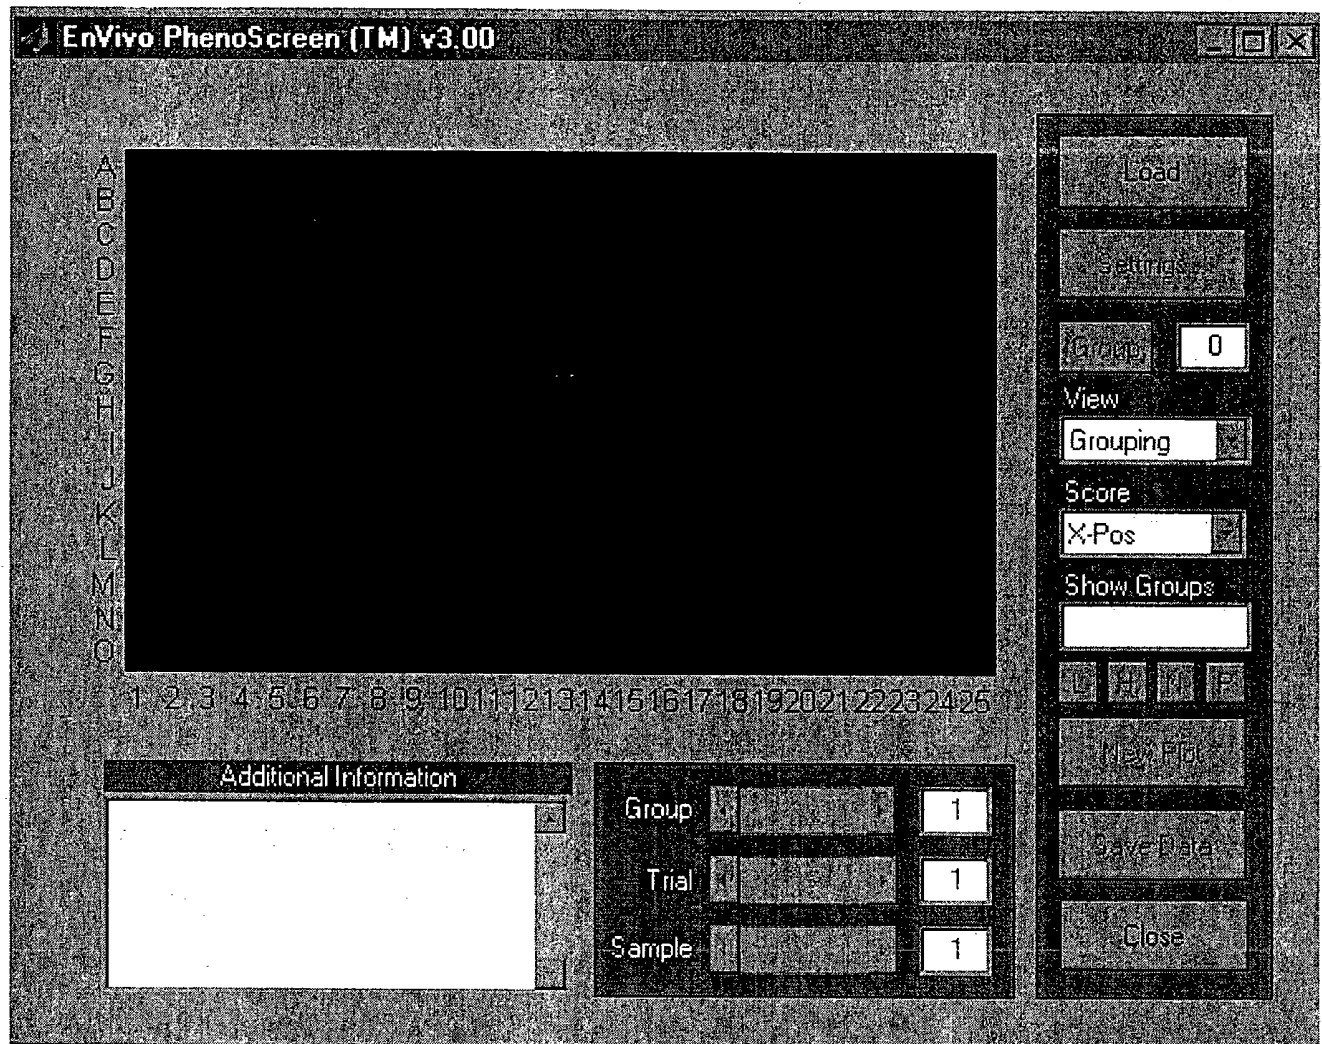 EnVivo PhenoScreen (TM) v3.00
A
B
C
D
E
F
G
H
I
J
K
L
M
N
O
1 2 3 4 5 6 7 8 9 10 11 12 13 14 15 16 17 18 19 20 21 22 23 24 25
Load
Settings
Group 0
View
Grouping
Score
X-Pos
Show Groups
L H N P
New Plot
Save Data
Close
Additional Information
Group 1
Trial 1
Sample 1